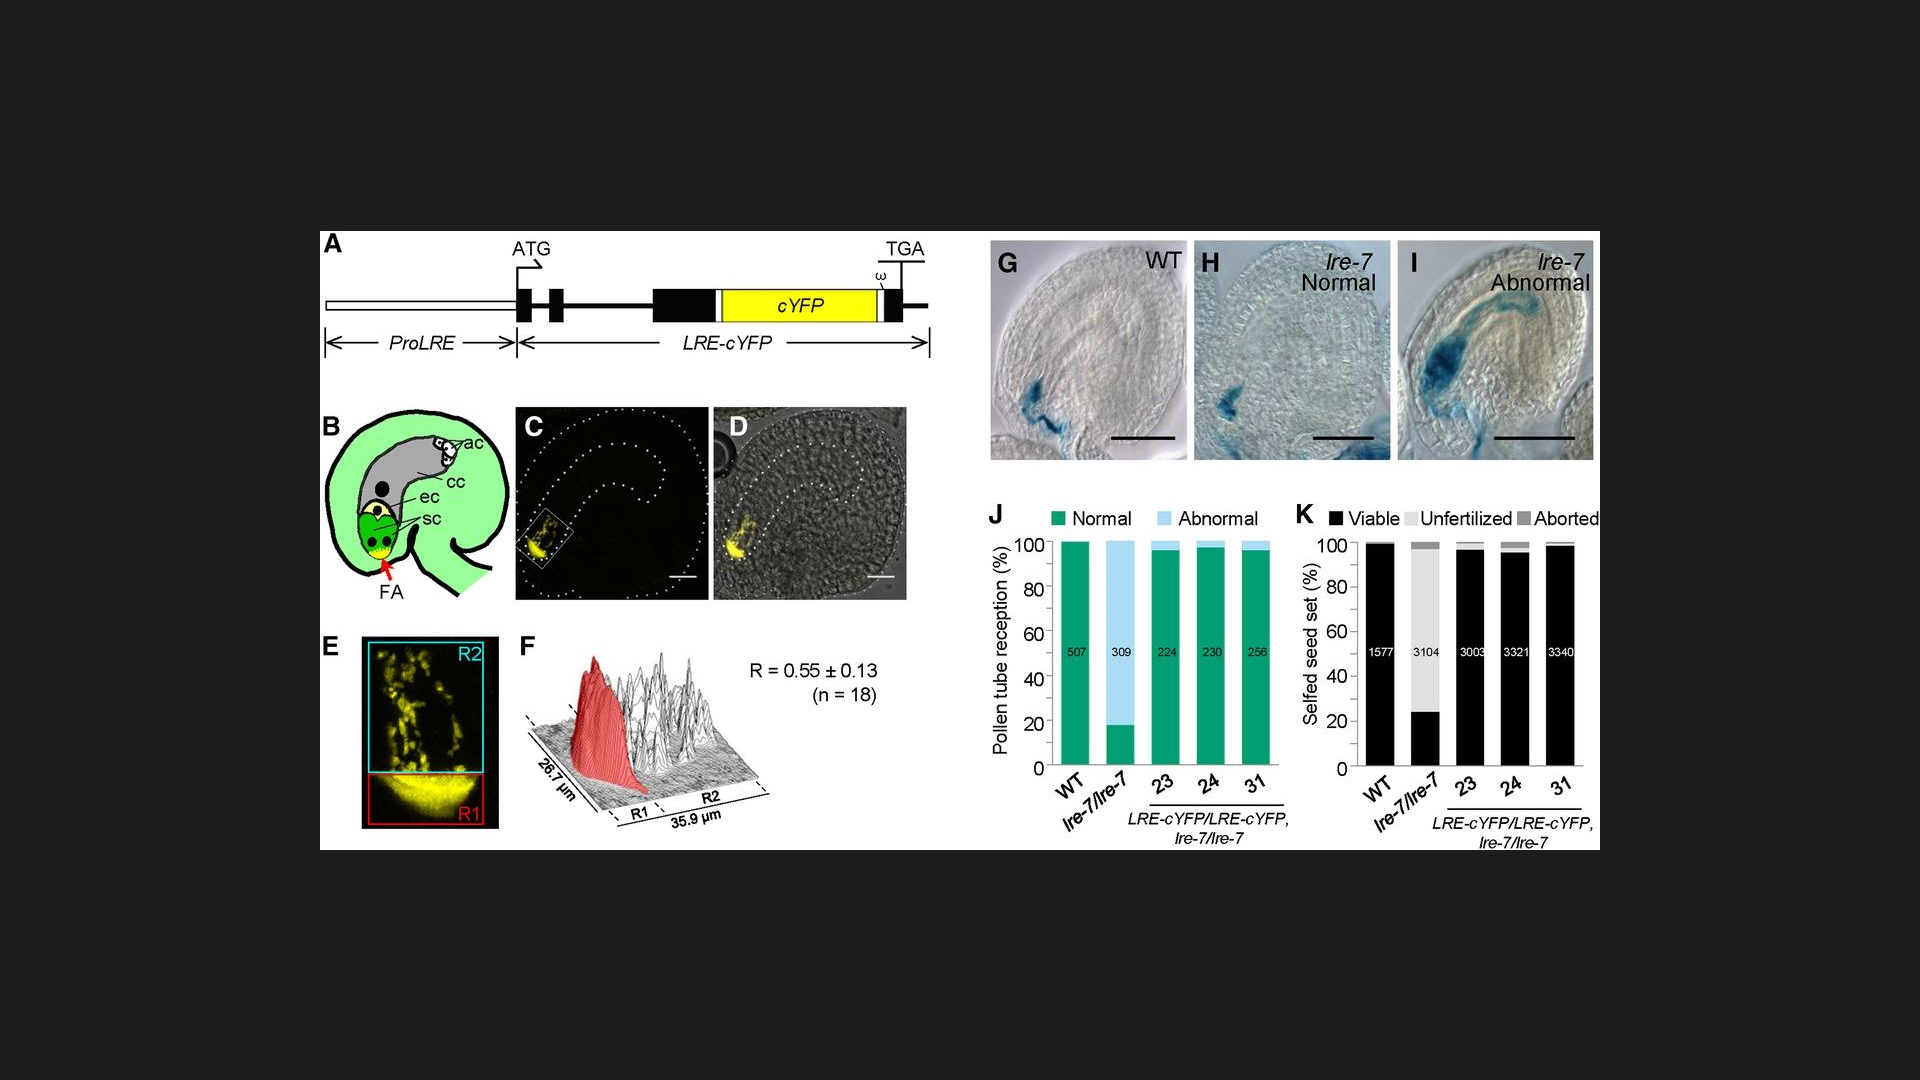 A
ATG
TGA
ω
cYFP
ProLRE
LRE-cYFP
B
ac
cc
ec
sc
FA
C
D
E
R2
R1
F
R = 0.55 ± 0.13
(n = 18)
26.7 µm
R1
R2
35.9 µm
G
WT
H
lre-7
Normal
I
lre-7
Abnormal
J
Normal
Abnormal
Pollen tube reception (%)
100
80
60
40
20
0
507
309
224
230
256
WT
lre-7/lre-7
23
24
31
LRE-cYFP/LRE-cYFP,
lre-7/lre-7
K
Viable
Unfertilized
Aborted
Selfed seed set (%)
100
80
60
40
20
0
1577
3104
3003
3321
3340
WT
lre-7/lre-7
23
24
31
LRE-cYFP/LRE-cYFP,
lre-7/lre-7